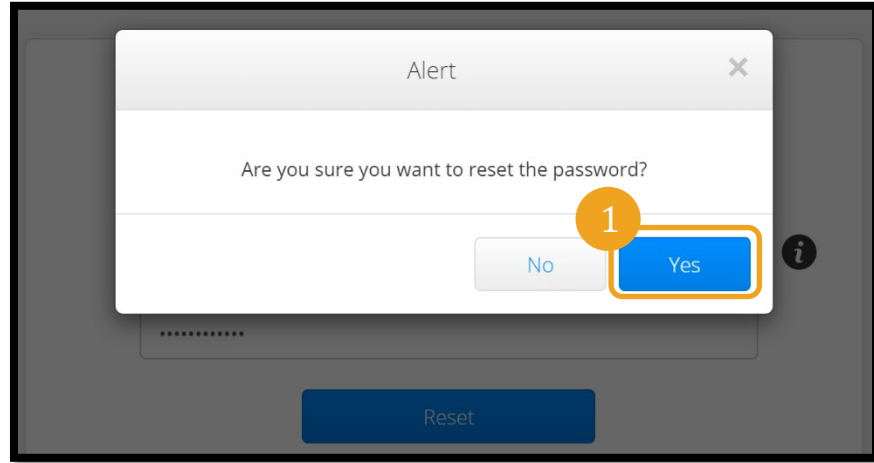 Alert
×
Are you sure you want to reset the password?
1
No
Yes
i
••••••••••••
Reset